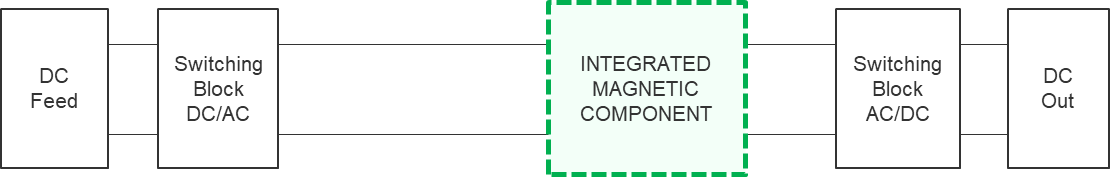 DC
Feed
Switching
Block
DC/AC
INTEGRATED
MAGNETIC
COMPONENT
Switching
Block
AC/DC
DC
Out